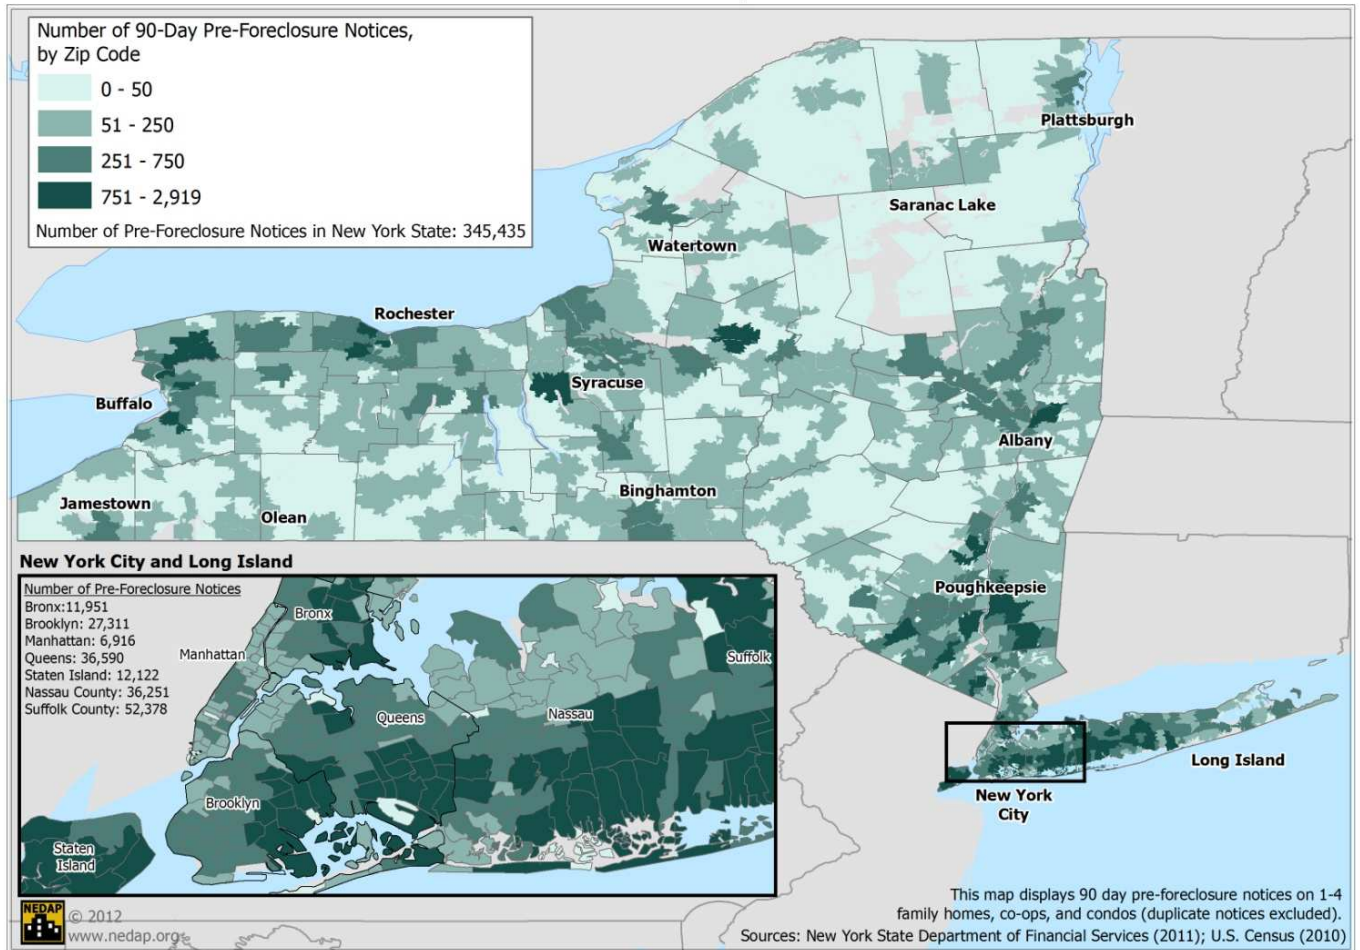 Number of 90-Day Pre-Foreclosure Notices,
by Zip Code
0 - 50
51 - 250
251 - 750
751 - 2,919
Number of Pre-Foreclosure Notices in New York State: 345,435
Plattsburgh
Saranac Lake
Watertown
Rochester
Syracuse
Buffalo
Albany
Binghamton
Jamestown
Olean
Poughkeepsie
Long Island
New York
City
New York City and Long Island
Number of Pre-Foreclosure Notices
Bronx:11,951
Brooklyn: 27,311
Manhattan: 6,916
Queens: 36,590
Staten Island: 12,122
Nassau County: 36,251
Suffolk County: 52,378
Bronx
Manhattan
Suffolk
Queens
Nassau
Brooklyn
Staten
Island
NEDAP
© 2012
www.nedap.org
This map displays 90 day pre-foreclosure notices on 1-4
family homes, co-ops, and condos (duplicate notices excluded).
Sources: New York State Department of Financial Services (2011); U.S. Census (2010)